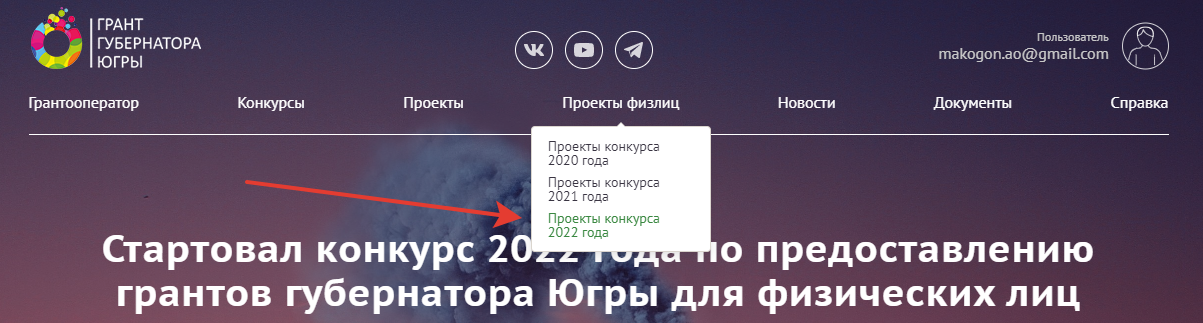 ГРАНТ
ГУБЕРНАТОРА
ЮГРЫ
Пользователь
makogon.ao@gmail.com
Грантооператор Конкурсы Проекты Проекты физлиц Новости Документы Справка
Проекты конкурса
2020 года
Проекты конкурса
2021 года
Проекты конкурса
2022 года
Стартовал конкурс 2022 года по предоставлению
грантов губернатора Югры для физических лиц